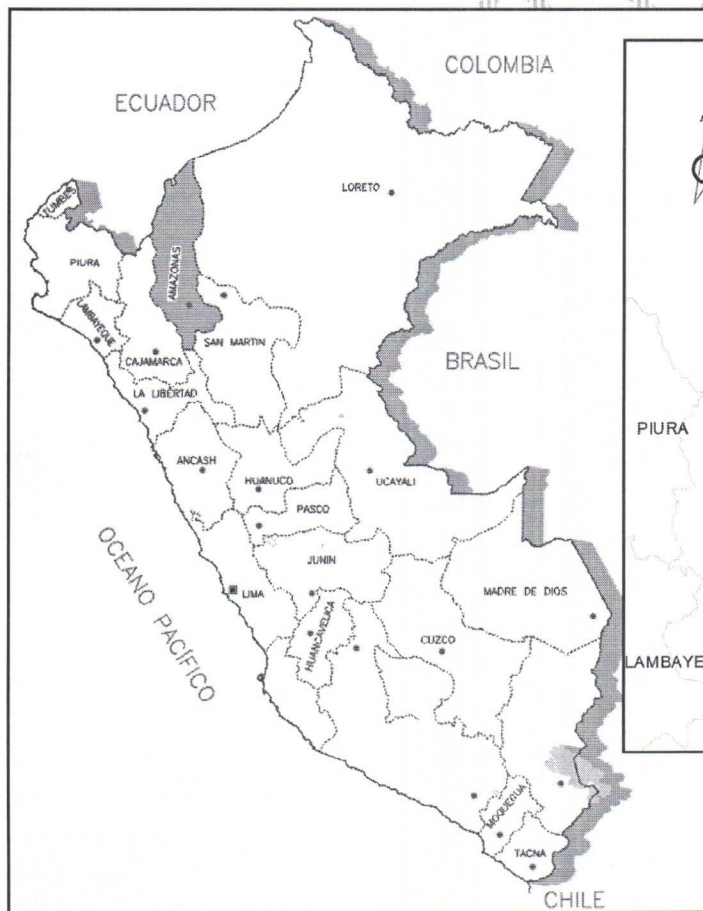 COLOMBIA
ECUADOR
LORETO
TUMBES
PIURA
AMAZONAS
LAMBAYEQUE
SAN MARTIN
CAJAMARCA
BRASIL
LA LIBERTAD
PIURA
ANCASH
HUANUCO
UCAYALI
PASCO
OCEANO PACÍFICO
JUNIN
LIMA
MADRE DE DIOS
HUANCAVELICA
CUZCO
LAMBAYE
MOQUEGUA
TACNA
CHILE